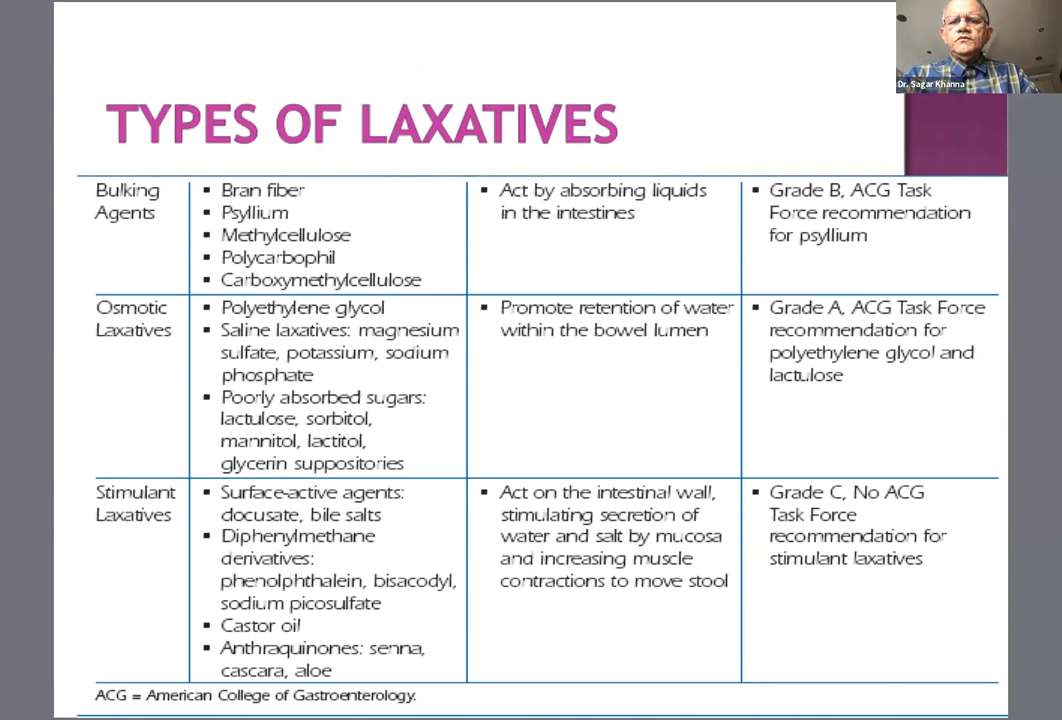 Dr. Sagar Khanna
TYPES OF LAXATIVES
Bulking
Agents
▪ Bran fiber
▪ Psyllium
▪ Methylcellulose
▪ Polycarbophil
▪ Carboxymethylcellulose
▪ Act by absorbing liquids
in the intestines
▪ Grade B, ACG Task
Force recommendation
for psyllium
Osmotic
Laxatives
▪ Polyethylene glycol
▪ Saline laxatives: magnesium
sulfate, potassium, sodium
phosphate
▪ Poorly absorbed sugars:
lactulose, sorbitol,
mannitol, lactitol,
glycerin suppositories
▪ Promote retention of water
within the bowel lumen
▪ Grade A, ACG Task Force
recommendation for
polyethylene glycol and
lactulose
Stimulant
Laxatives
▪ Surface-active agents:
docusate, bile salts
▪ Diphenylmethane
derivatives:
phenolphthalein, bisacodyl,
sodium picosulfate
▪ Castor oil
▪ Anthraquinones: senna,
cascara, aloe
▪ Act on the intestinal wall,
stimulating secretion of
water and salt by mucosa
and increasing muscle
contractions to move stool
▪ Grade C, No ACG
Task Force
recommendation for
stimulant laxatives
ACG = American College of Gastroenterology.